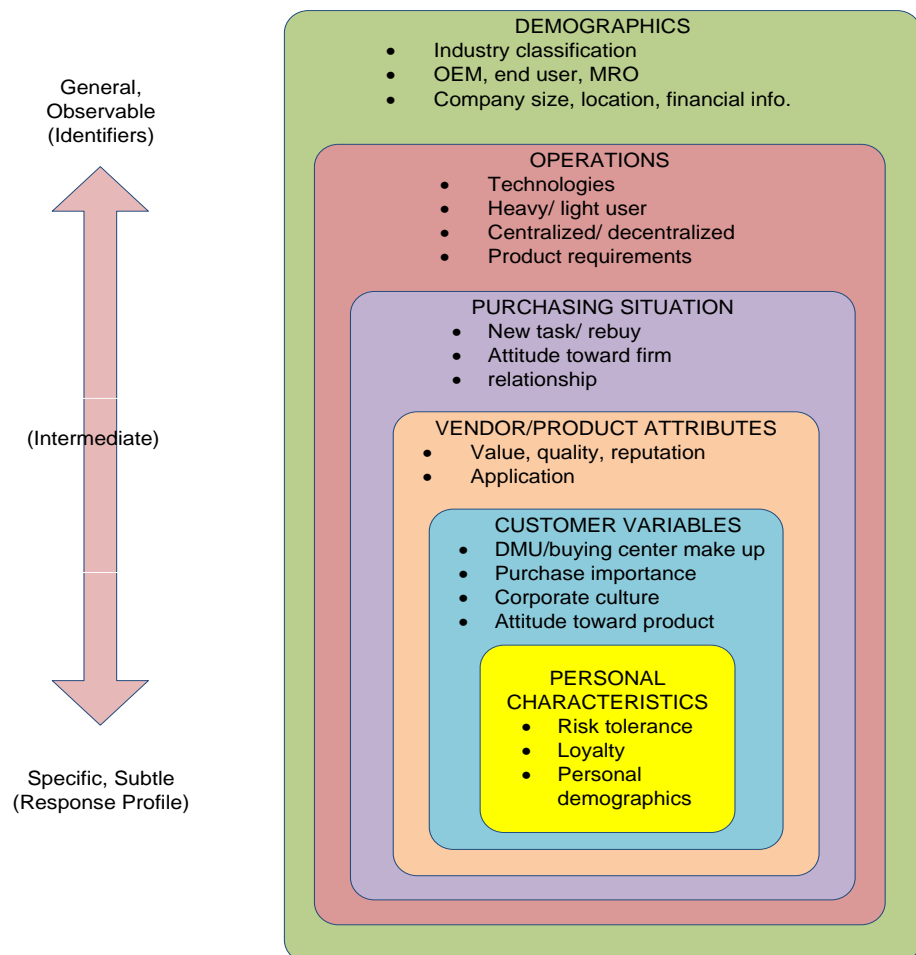 DEMOGRAPHICS
• Industry classification
• OEM, end user, MRO
• Company size, location, financial info.
General,
Observable
(Identifiers)
OPERATIONS
• Technologies
• Heavy/ light user
• Centralized/ decentralized
• Product requirements
PURCHASING SITUATION
• New task/ rebuy
• Attitude toward firm
• relationship
(Intermediate)
VENDOR/PRODUCT ATTRIBUTES
• Value, quality, reputation
• Application
CUSTOMER VARIABLES
• DMU/buying center make up
• Purchase importance
• Corporate culture
• Attitude toward product
PERSONAL
CHARACTERISTICS
• Risk tolerance
• Loyalty
• Personal
demographics
Specific, Subtle
(Response Profile)